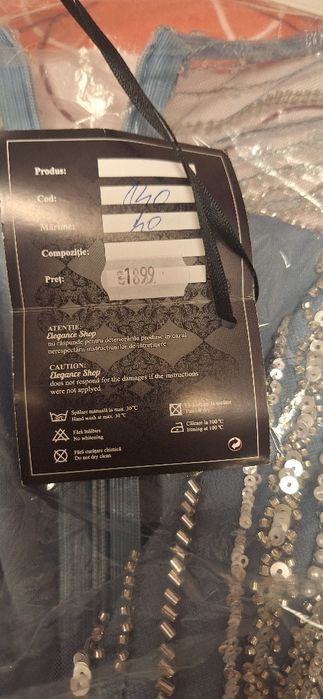 Produs:
Cod: 140
Mărime: 40
Compoziție:
Preț: €1899
ATENȚIE:
Elegance Shop
nu răspunde pentru deteriorările produse în cazul
nerespectării instrucțiunilor de întreținere
CAUTION:
Elegance Shop
does not respond for the damages if the instructions
were not applyed
Spălare manuală la max. 30°C
Hand wash at max. 30°C
Fără înălbire
No whitening
Călcare la 100°C
Ironing at 100°C
Fără curățare chimică
Do not dry clean